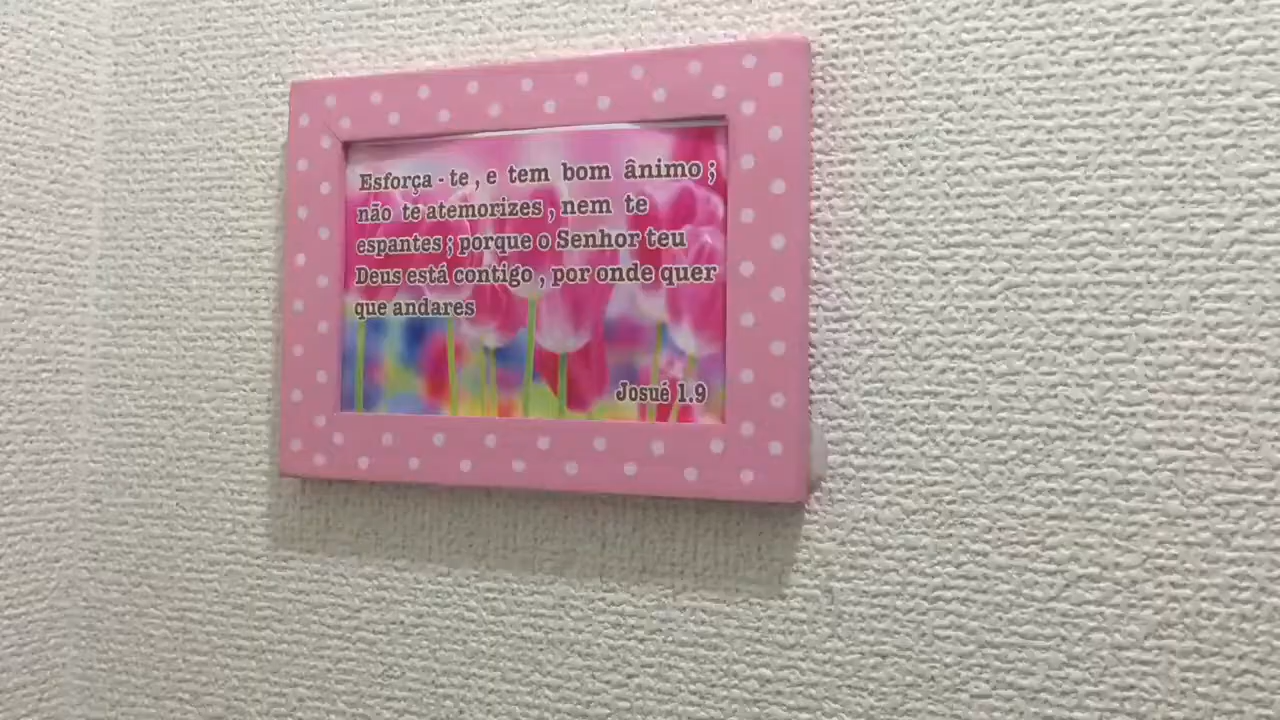 Esforça - te , e tem bom ânimo ;
não te atemorizes , nem te
espantes ; porque o Senhor teu
Deus está contigo , por onde quer
que andares
Josué 1.9